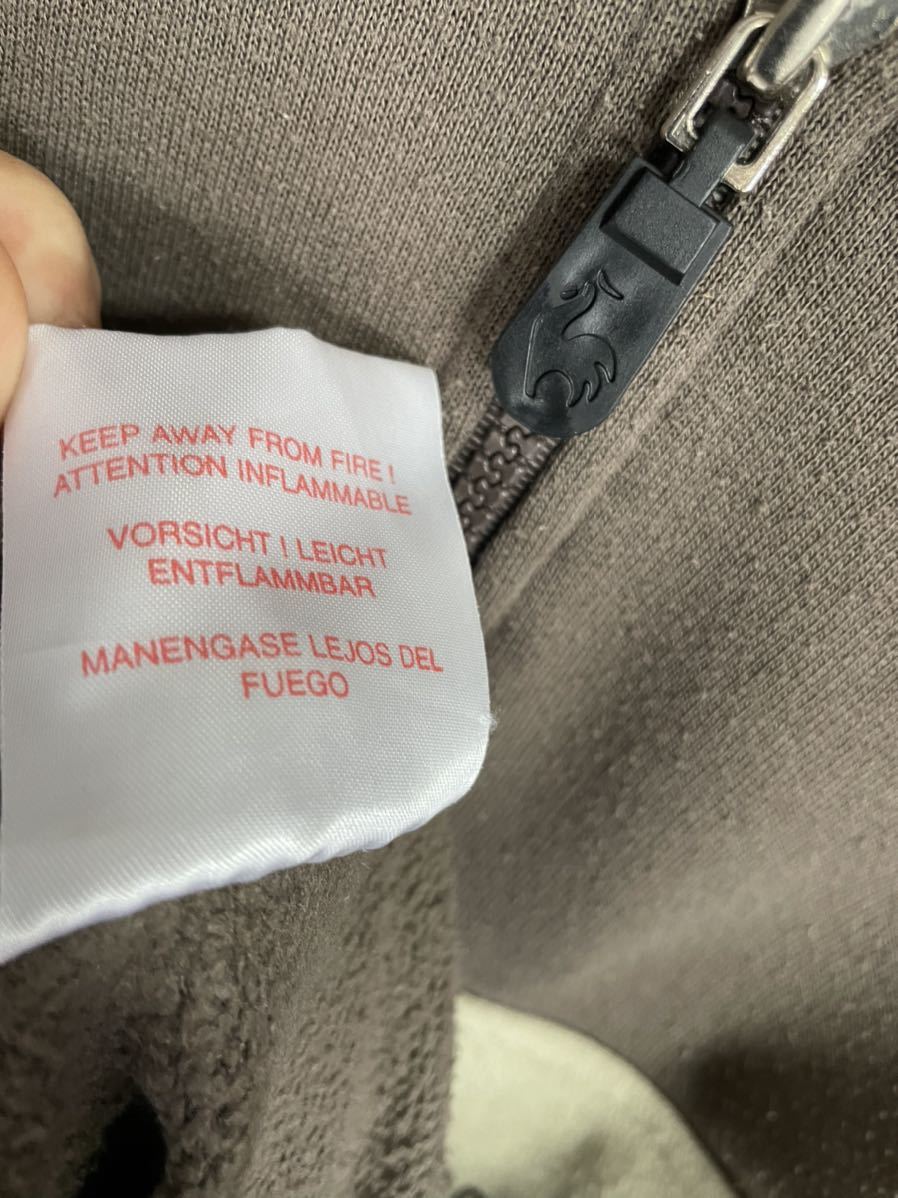 KEEP AWAY FROM FIRE !
ATTENTION INFLAMMABLE
VORSICHT ! LEICHT
ENTFLAMMBAR
MANENGASE LEJOS DEL
FUEGO